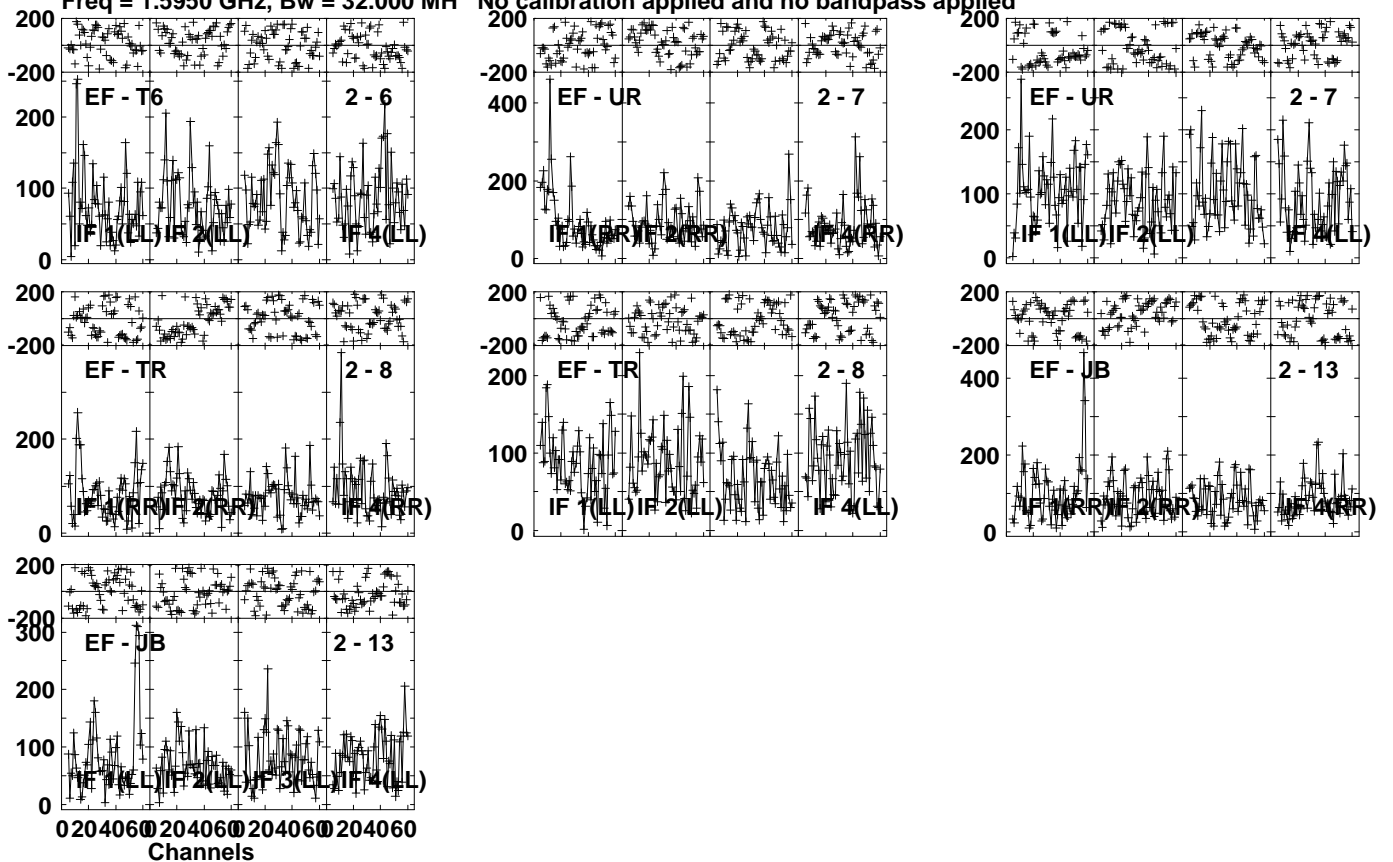 Freq = 1.5950 GHz, Bw = 32.000 MH No calibration applied and no bandpass applied
200
-200
EF - T6
2 - 6
200
100
0
IF 1(LL)
IF 2(LL)
IF 4(LL)
200
-200
EF - UR
2 - 7
400
200
0
IF 1(RR)
IF 2(RR)
IF 4(RR)
200
-200
EF - UR
2 - 7
200
100
0
IF 1(LL)
IF 2(LL)
IF 4(LL)
200
-200
EF - TR
2 - 8
200
0
IF 1(RR)
IF 2(RR)
IF 4(RR)
200
-200
EF - TR
2 - 8
200
100
0
IF 1(LL)
IF 2(LL)
IF 4(LL)
200
-200
EF - JB
2 - 13
400
200
0
IF 1(RR)
IF 2(RR)
IF 4(RR)
200
-200
300
EF - JB
2 - 13
200
100
0
IF 1(LL)
IF 2(LL)
IF 3(LL)
IF 4(LL)
0 20 40 60 0 20 40 60 0 20 40 60 0 20 40 60
Channels